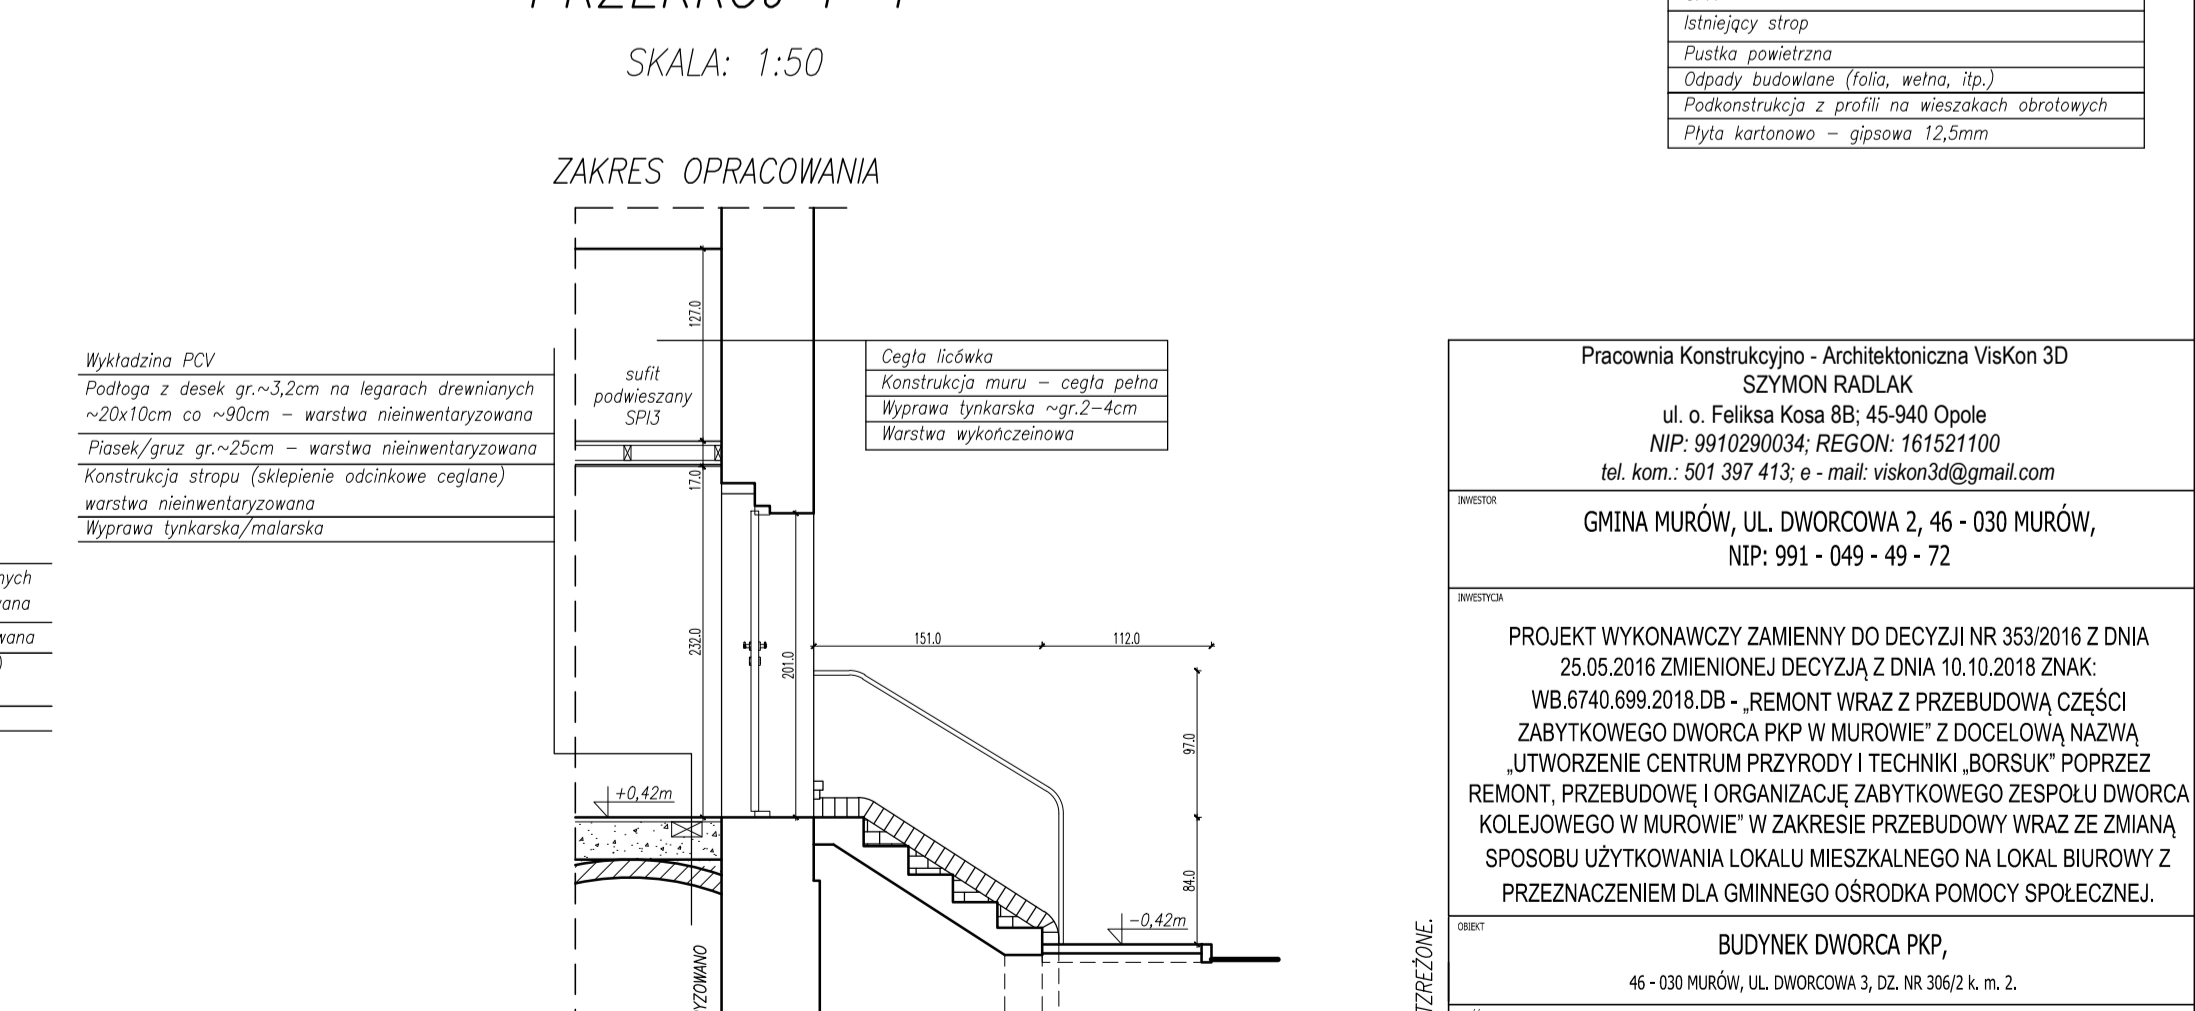 SKALA: 1:50
ZAKRES OPRACOWANIA
Istniejący strop
Pustka powietrzna
Odpady budowlane (folia, wełna, itp.)
Podkonstrukcja z profili na wieszakach obrotowych
Płyta kartonowo – gipsowa 12,5mm
Wykładzina PCV
Podłoga z desek gr.~3,2cm na legarach drewnianych
~20x10cm co ~90cm – warstwa nieinwentaryzowana
Piasek/gruz gr.~25cm – warstwa nieinwentaryzowana
Konstrukcja stropu (sklepienie odcinkowe ceglane)
warstwa nieinwentaryzowana
Wyprawa tynkarska/malarska
127.0
sufit
podwieszany
SPI3
17.0
232.0
201.0
Cegła licówka
Konstrukcja muru – cegła pełna
Wyprawa tynkarska ~gr.2–4cm
Warstwa wykończeinowa
151.0
112.0
97.0
84.0
+0,42m
–0,42m
Pracownia Konstrukcyjno - Architektoniczna VisKon 3D
SZYMON RADLAK
ul. o. Feliksa Kosa 8B; 45-940 Opole
NIP: 9910290034; REGON: 161521100
tel. kom.: 501 397 413; e - mail: viskon3d@gmail.com
INWESTOR
GMINA MURÓW, UL. DWORCOWA 2, 46 - 030 MURÓW,
NIP: 991 - 049 - 49 - 72
INWESTYCJA
PROJEKT WYKONAWCZY ZAMIENNY DO DECYZJI NR 353/2016 Z DNIA
25.05.2016 ZMIENIONEJ DECYZJĄ Z DNIA 10.10.2018 ZNAK:
WB.6740.699.2018.DB - „REMONT WRAZ Z PRZEBUDOWĄ CZĘŚCI
ZABYTKOWEGO DWORCA PKP W MUROWIE” Z DOCELOWĄ NAZWĄ
„UTWORZENIE CENTRUM PRZYRODY I TECHNIKI „BORSUK” POPRZEZ
REMONT, PRZEBUDOWĘ I ORGANIZACJĘ ZABYTKOWEGO ZESPOŁU DWORCA
KOLEJOWEGO W MUROWIE” W ZAKRESIE PRZEBUDOWY WRAZ ZE ZMIANĄ
SPOSOBU UŻYTKOWANIA LOKALU MIESZKALNEGO NA LOKAL BIUROWY Z
PRZEZNACZENIEM DLA GMINNEGO OŚRODKA POMOCY SPOŁECZNEJ.
OBIEKT
BUDYNEK DWORCA PKP,
46 - 030 MURÓW, UL. DWORCOWA 3, DZ. NR 306/2 k. m. 2.